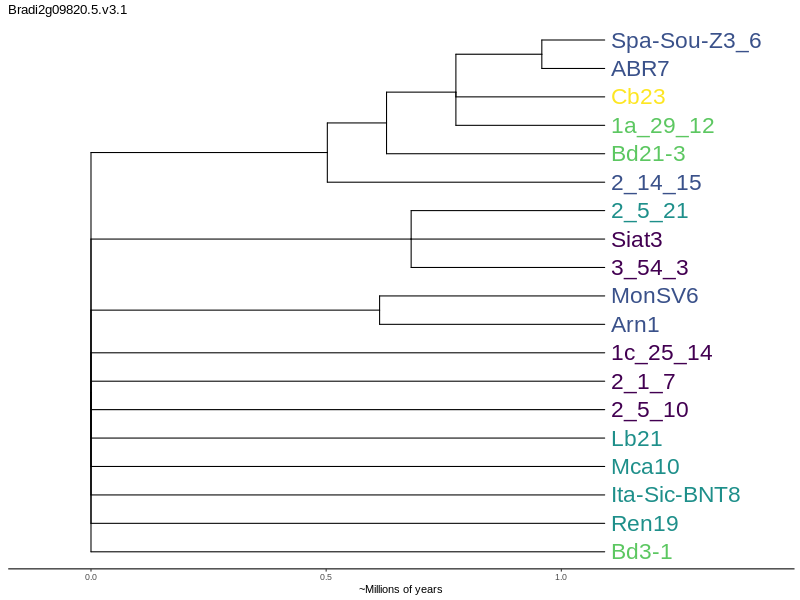 Bradi2g09820.5.v3.1
Spa-Sou-Z3_6
ABR7
Cb23
1a_29_12
Bd21-3
2_14_15
2_5_21
Siat3
3_54_3
MonSV6
Arn1
1c_25_14
2_1_7
2_5_10
Lb21
Mca10
Ita-Sic-BNT8
Ren19
Bd3-1
0.0 0.5 1.0
~Millions of years